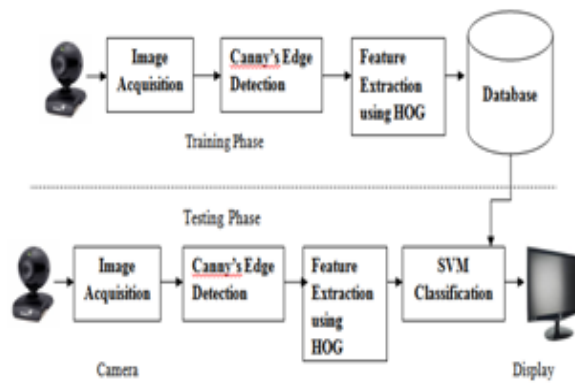 Image
Acquisition
Canny's Edge
Detection
Feature
Extraction
using HOG
Database
Training Phase
Testing Phase
Image
Acquisition
Canny's Edge
Detection
Feature
Extraction
using
HOG
SVM
Classification
Camera
Display